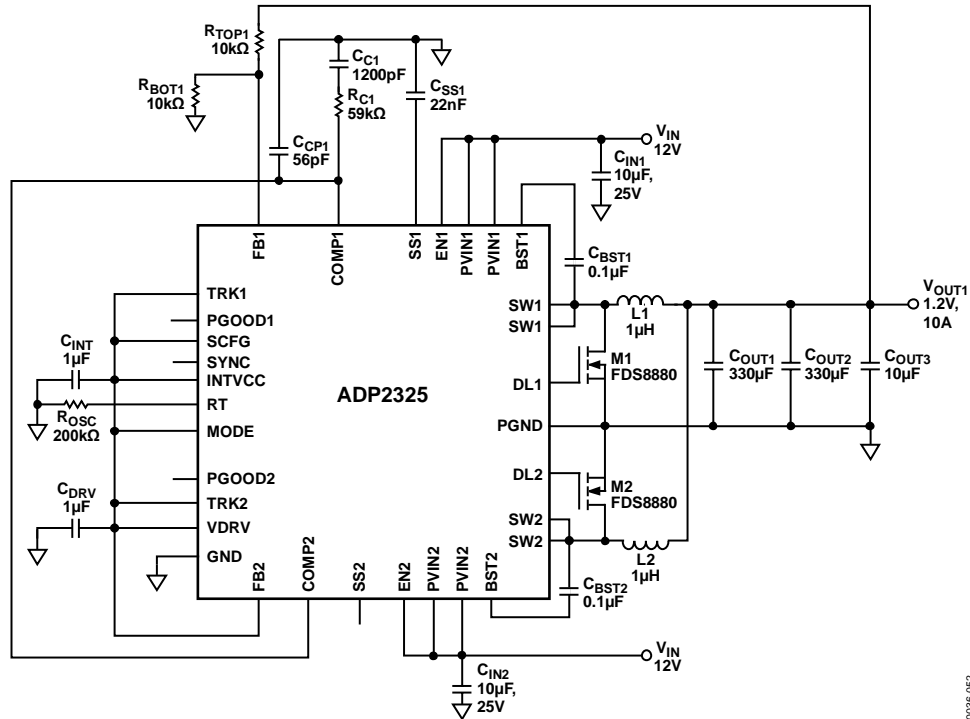 RTOP1
10kΩ
RBOT1
10kΩ
CC1
1200pF
RC1
59kΩ
CSS1
22nF
CCP1
56pF
VIN
12V
CIN1
10µF,
25V
FB1
COMP1
SS1
EN1
PVIN1
PVIN1
BST1
CBST1
0.1µF
TRK1
PGOOD1
SCFG
SYNC
INTVCC
RT
MODE
PGOOD2
TRK2
VDRV
GND
CINT
1µF
ROSC
200kΩ
CDRV
1µF
ADP2325
SW1
SW1
DL1
PGND
DL2
SW2
SW2
L1
1µH
M1
FDS8880
M2
FDS8880
L2
1µH
VOUT1
1.2V,
10A
COUT1
330µF
COUT2
330µF
COUT3
10µF
FB2
COMP2
SS2
EN2
PVIN2
PVIN2
BST2
CBST2
0.1µF
VIN
12V
CIN2
10µF,
25V